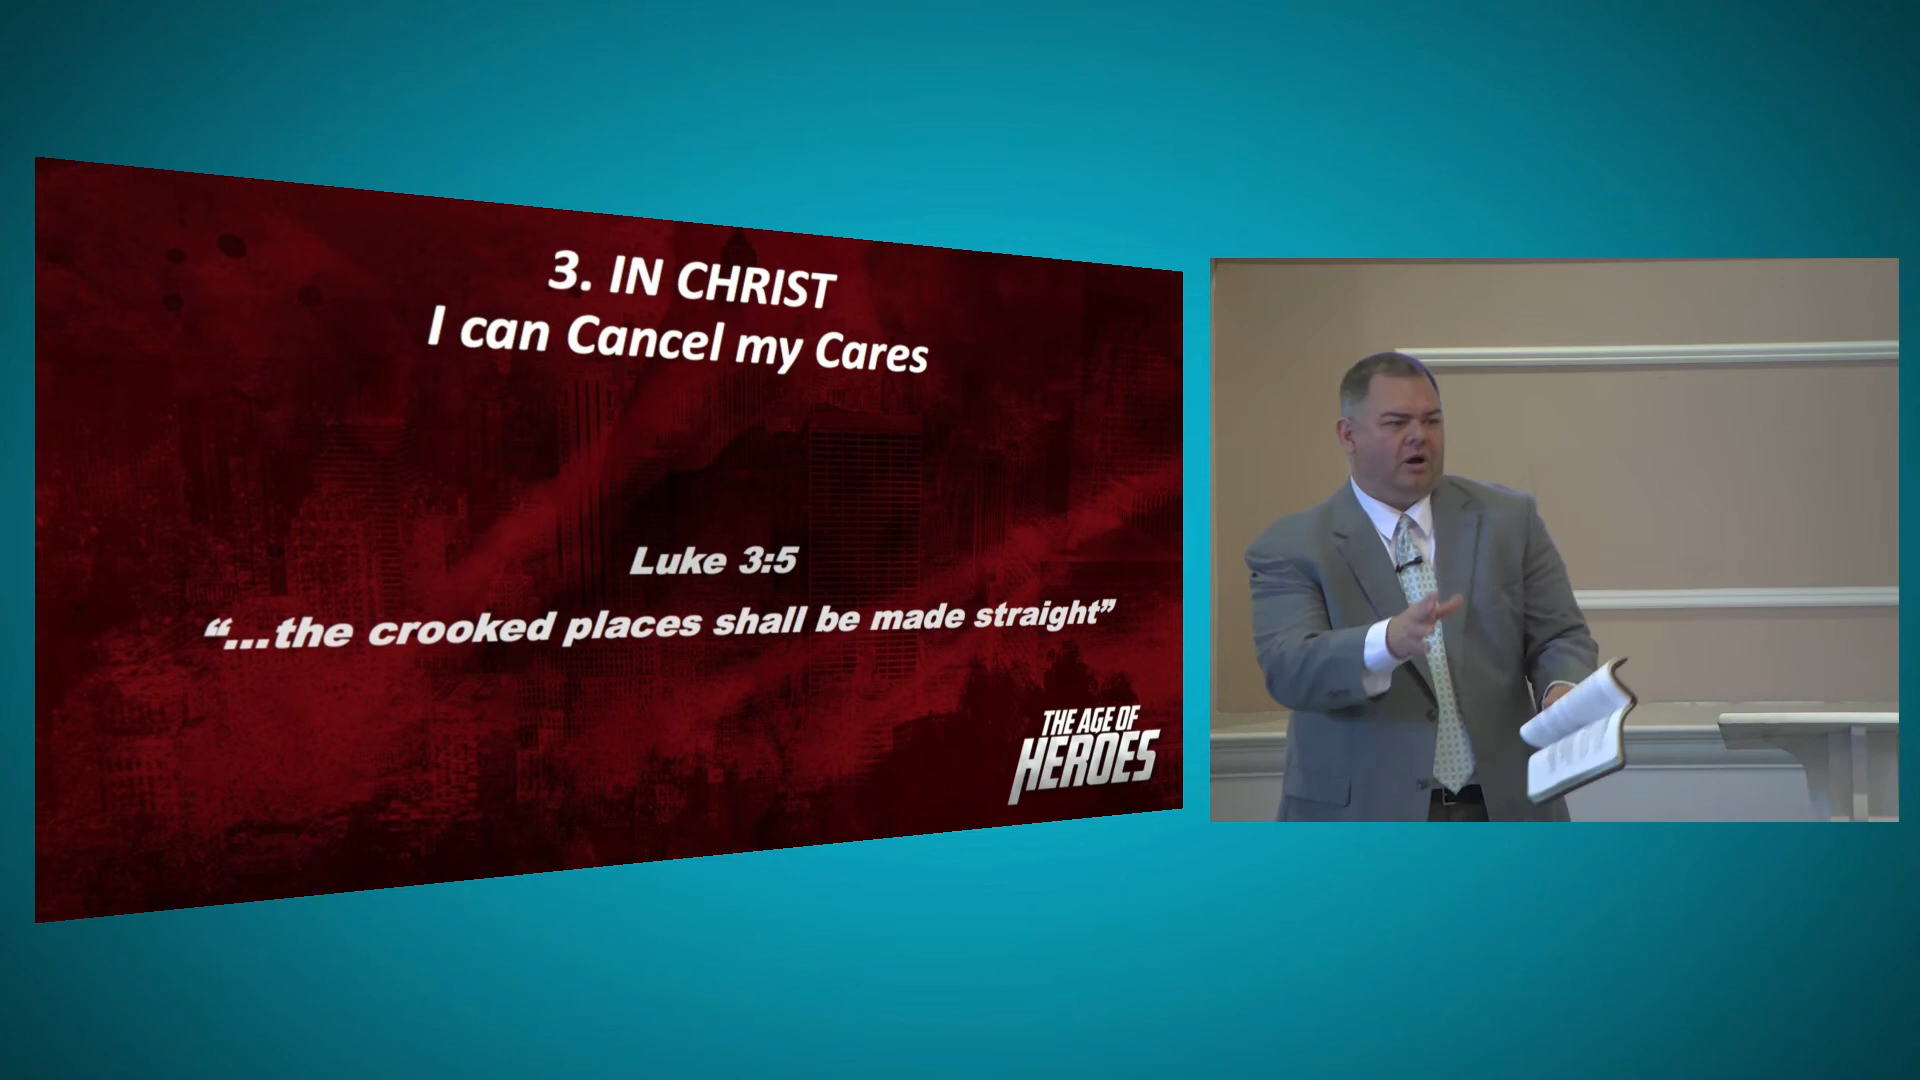 3. IN CHRIST
I can Cancel my Cares
Luke 3:5
“...the crooked places shall be made straight”
THE AGE OF
HEROES